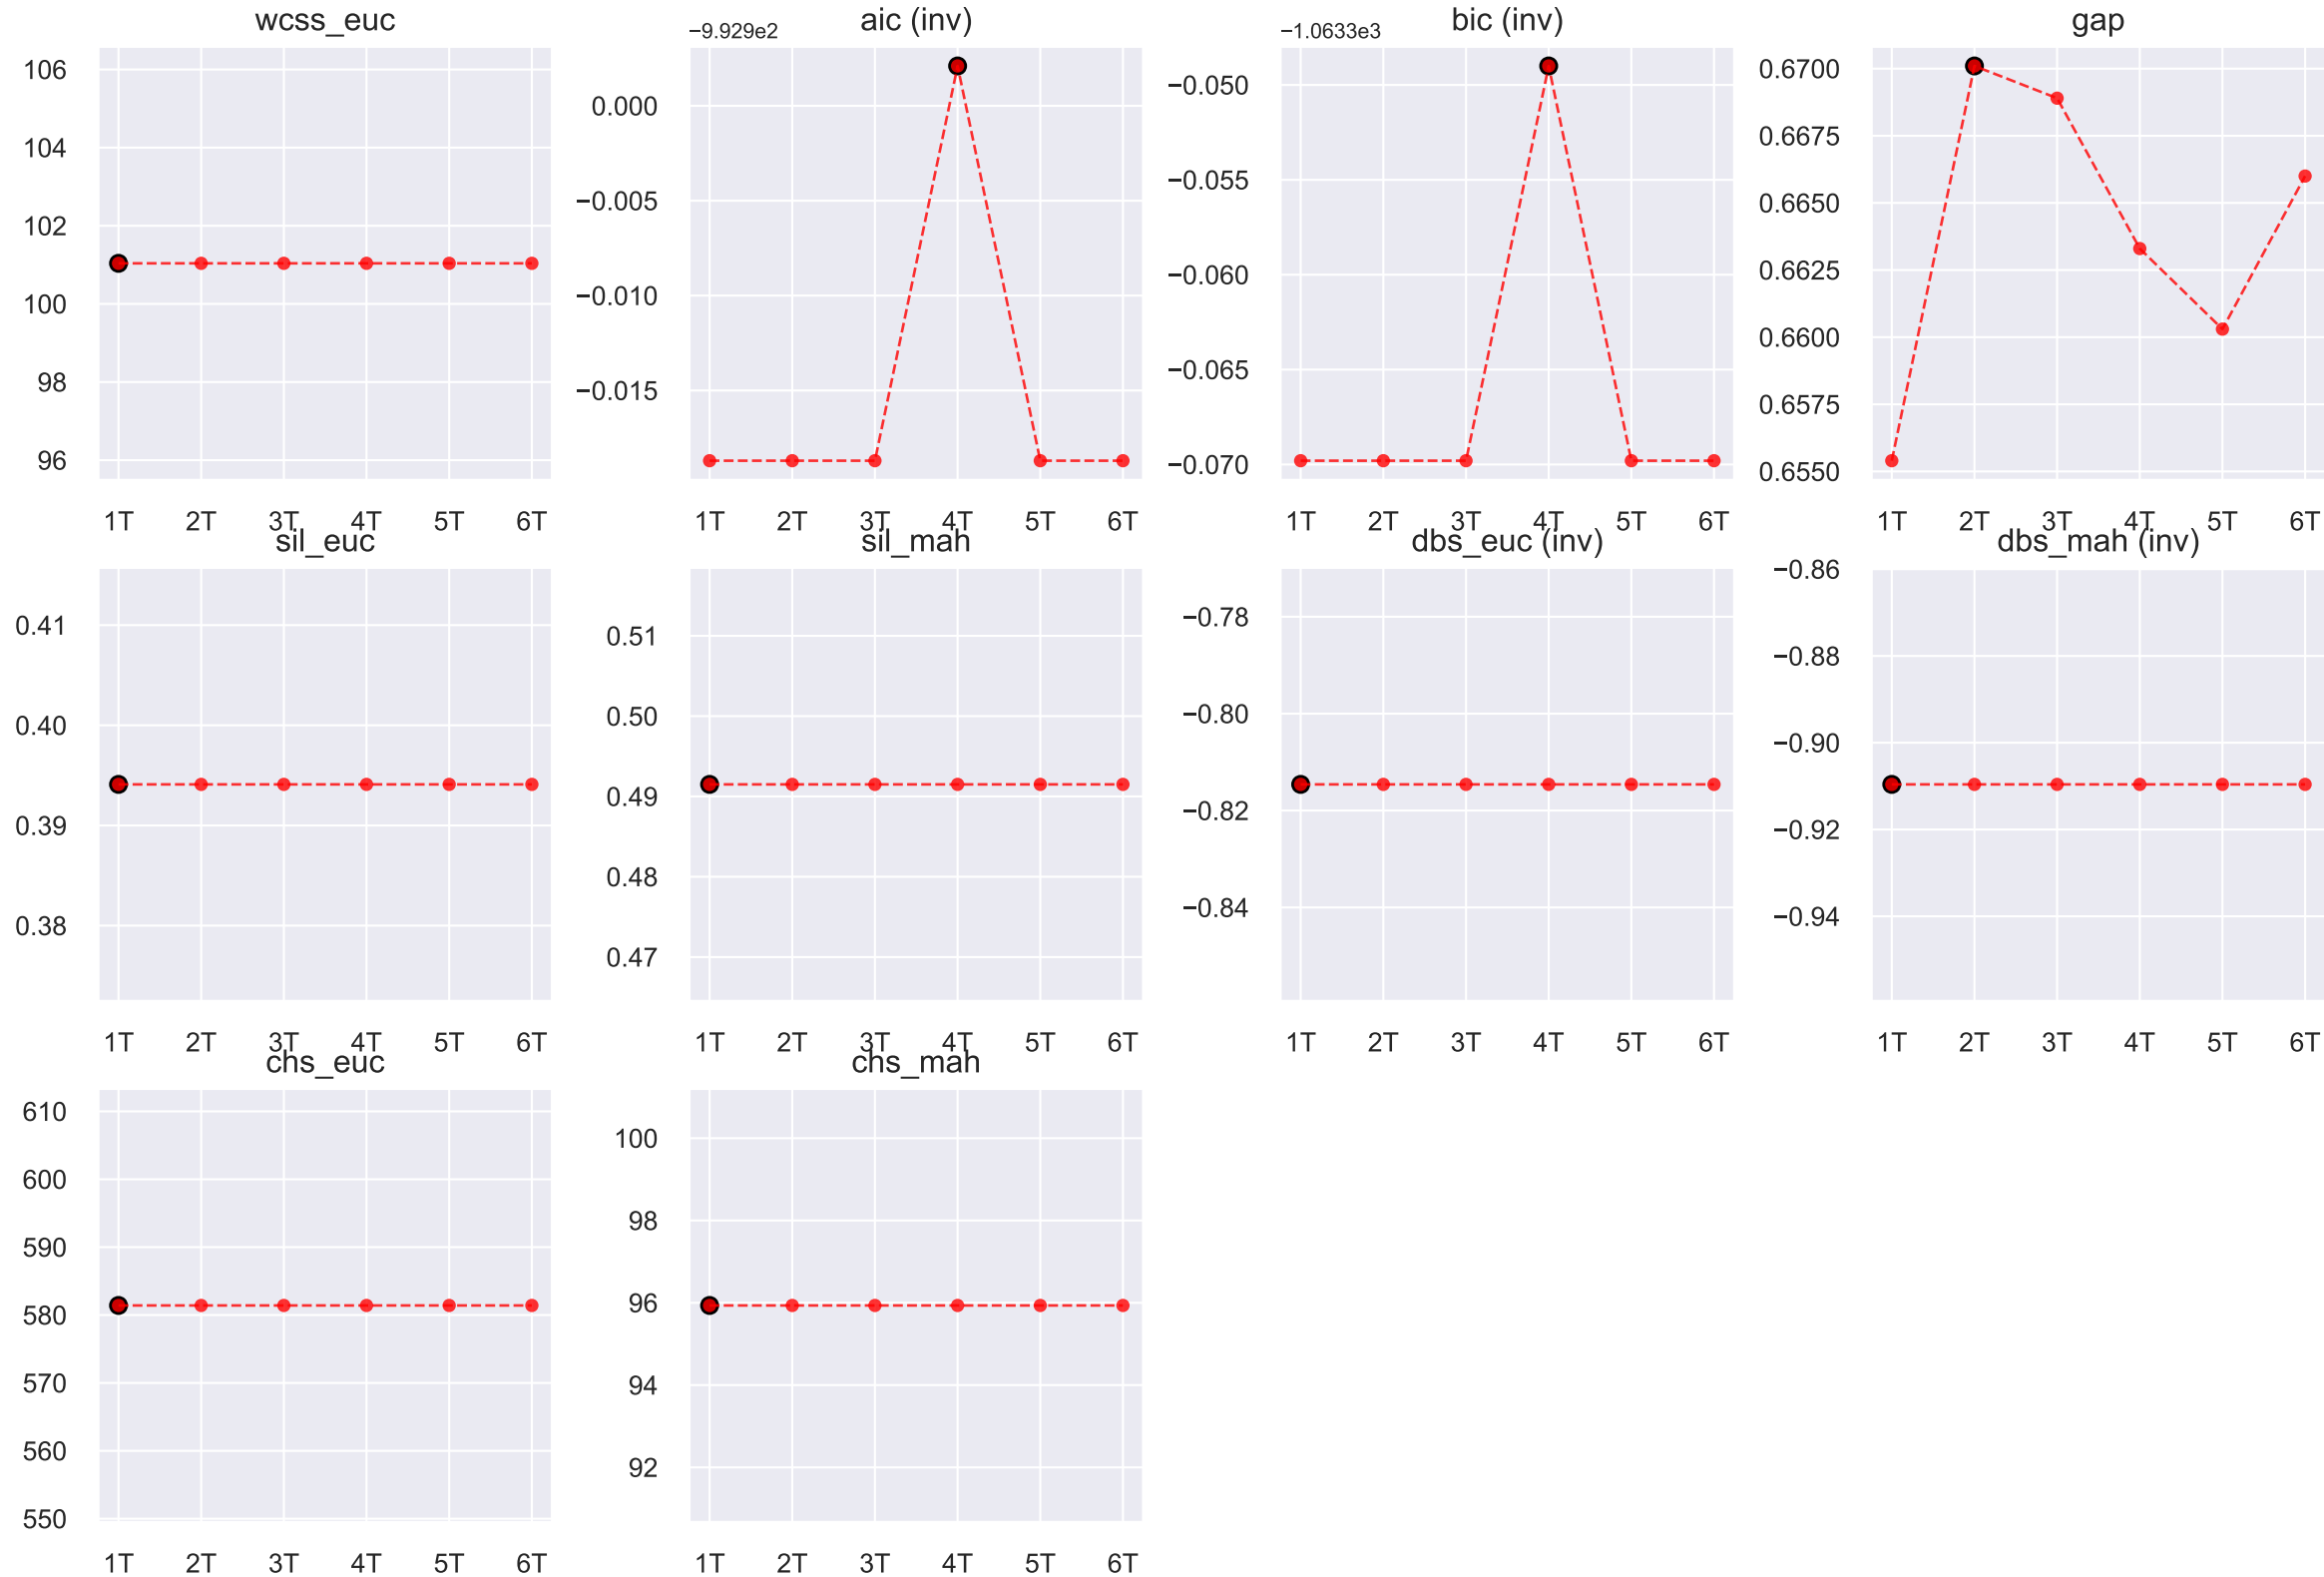 wcss_euc
106
104
102
100
98
96
1T 2T 3T 4T 5T 6T
aic (inv)
−9.929e2
0.000
−0.005
−0.010
−0.015
1T 2T 3T 4T 5T 6T
bic (inv)
−1.0633e3
−0.050
−0.055
−0.060
−0.065
−0.070
1T 2T 3T 4T 5T 6T
gap
0.6700
0.6675
0.6650
0.6625
0.6600
0.6575
0.6550
1T 2T 3T 4T 5T 6T
sil_euc
0.41
0.40
0.39
0.38
1T 2T 3T 4T 5T 6T
sil_mah
0.51
0.50
0.49
0.48
0.47
1T 2T 3T 4T 5T 6T
dbs_euc (inv)
−0.78
−0.80
−0.82
−0.84
1T 2T 3T 4T 5T 6T
dbs_mah (inv)
−0.86
−0.88
−0.90
−0.92
−0.94
1T 2T 3T 4T 5T 6T
chs_euc
610
600
590
580
570
560
550
1T 2T 3T 4T 5T 6T
chs_mah
100
98
96
94
92
1T 2T 3T 4T 5T 6T